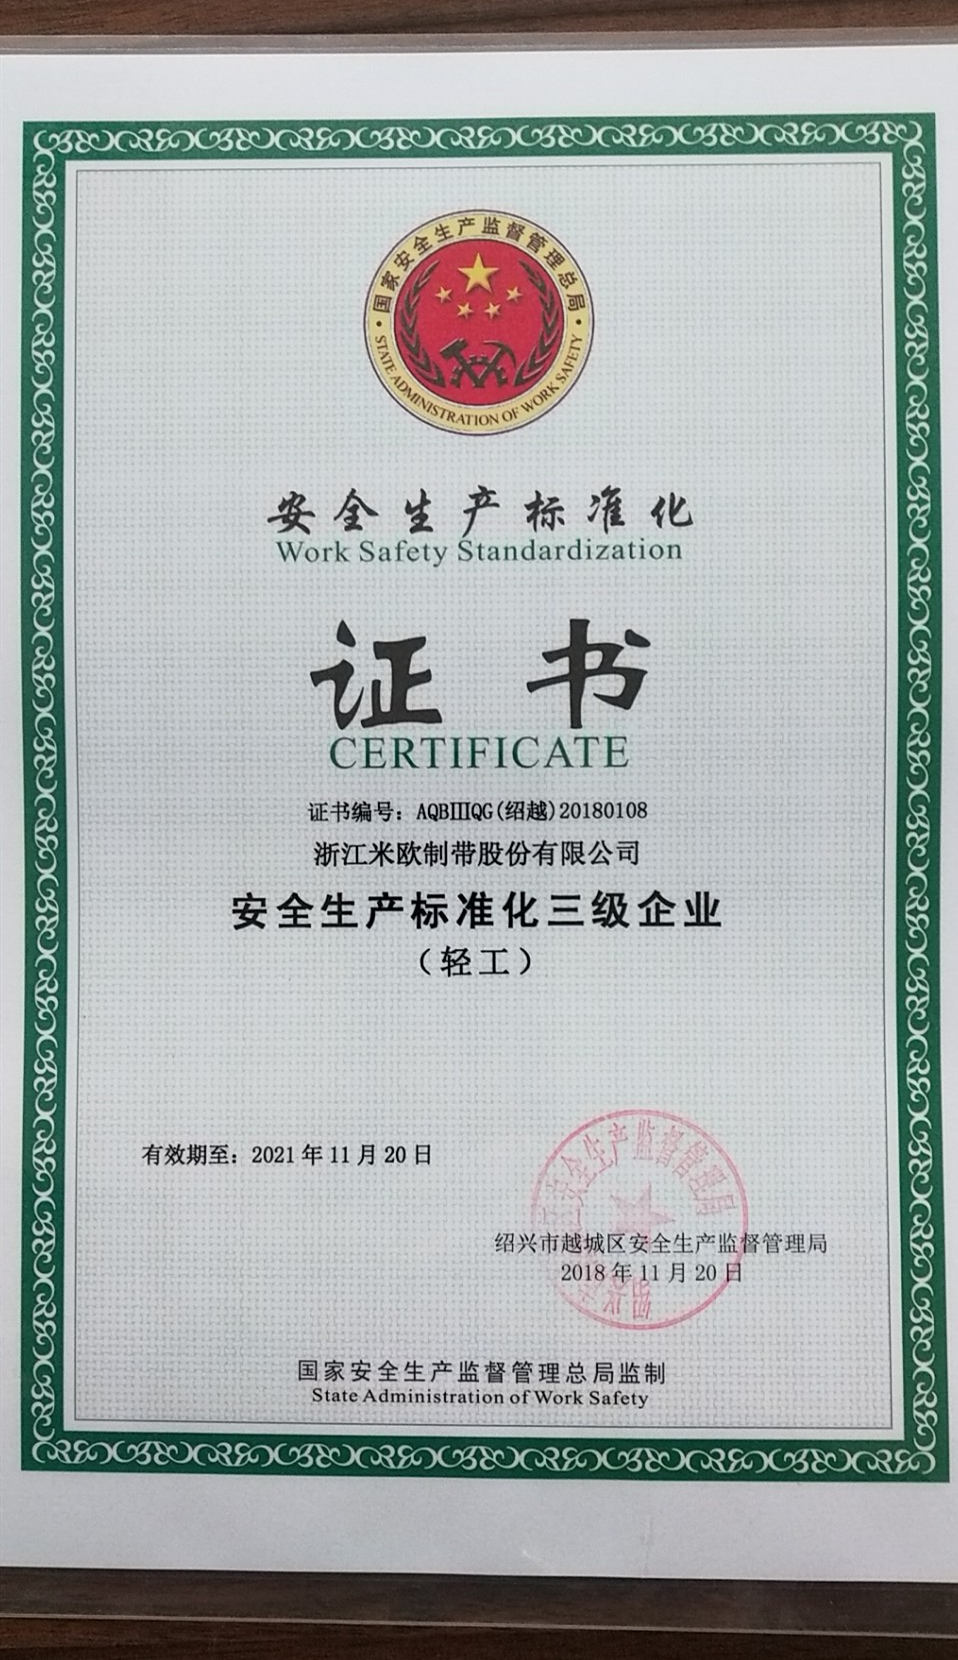 国家安全生产监督管理总局
STATE ADMINISTRATION OF WORK SAFETY
安全生产标准化
Work Safety Standardization
证书
CERTIFICATE
证书编号：AQBⅢQG(绍越)20180108
浙江米欧制带股份有限公司
安全生产标准化三级企业
（轻工）
有效期至：2021年11月20日
绍兴市越城区安全生产监督管理局
2018年11月20日
国家安全生产监督管理总局监制
State Administration of Work Safety